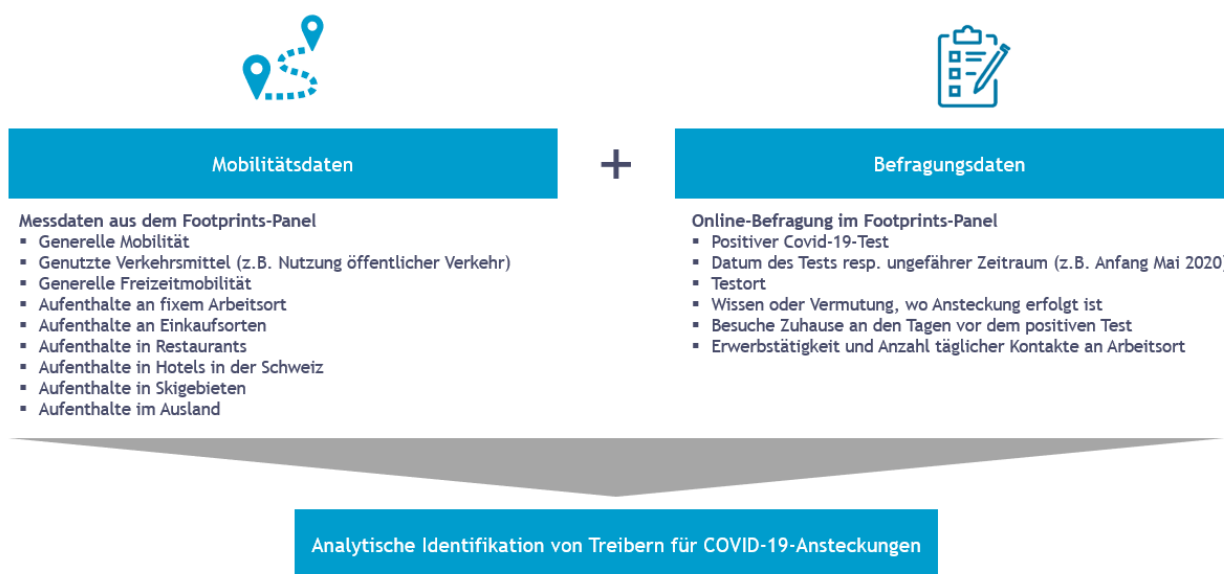 Mobilitätsdaten
+
Befragungsdaten
Messdaten aus dem Footprints-Panel
▪ Generelle Mobilität
▪ Genutzte Verkehrsmittel (z.B. Nutzung öffentlicher Verkehr)
▪ Generelle Freizeitmobilität
▪ Aufenthalte an fixem Arbeitsort
▪ Aufenthalte an Einkaufsorten
▪ Aufenthalte in Restaurants
▪ Aufenthalte in Hotels in der Schweiz
▪ Aufenthalte in Skigebieten
▪ Aufenthalte im Ausland
Online-Befragung im Footprints-Panel
▪ Positiver Covid-19-Test
▪ Datum des Tests resp. ungefährer Zeitraum (z.B. Anfang Mai 2020)
▪ Testort
▪ Wissen oder Vermutung, wo Ansteckung erfolgt ist
▪ Besuche Zuhause an den Tagen vor dem positiven Test
▪ Erwerbstätigkeit und Anzahl täglicher Kontakte an Arbeitsort
Analytische Identifikation von Treibern für COVID-19-Ansteckungen